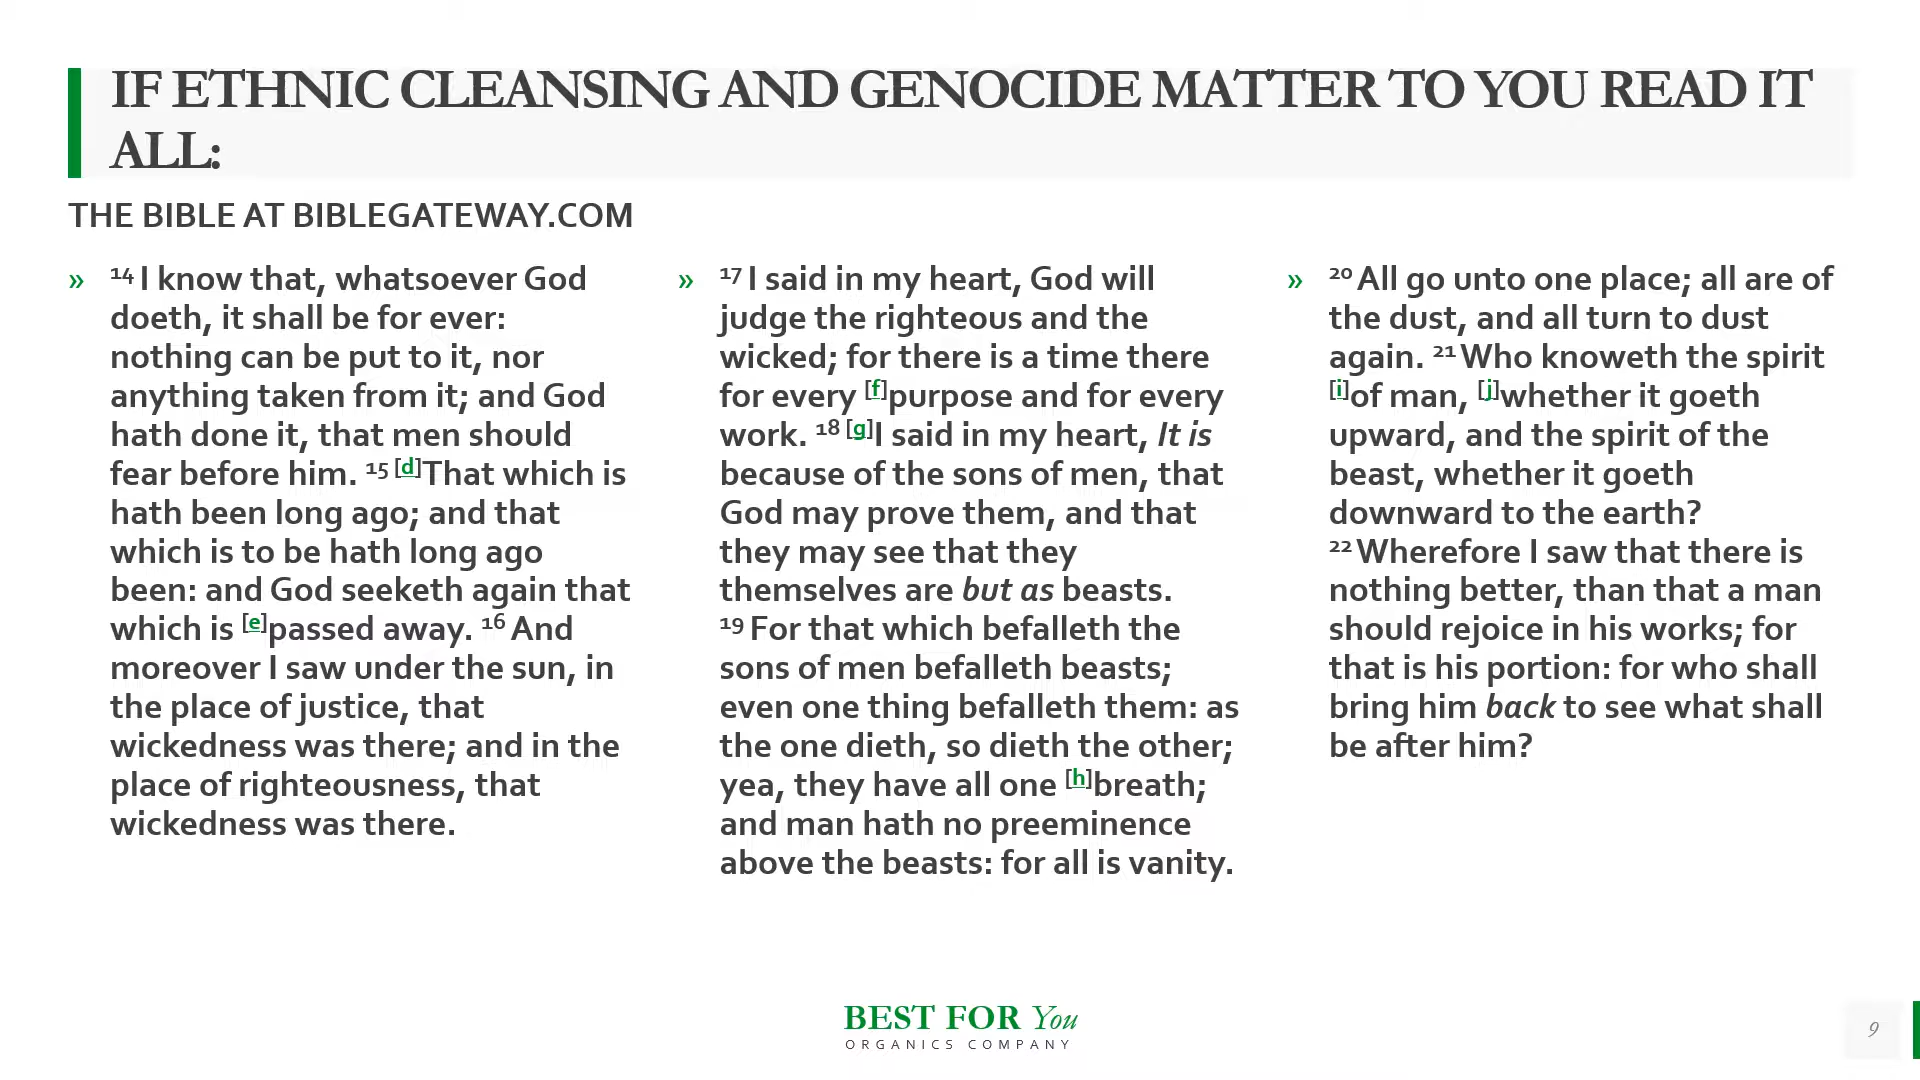 IF ETHNIC CLEANSING AND GENOCIDE MATTER TO YOU READ IT
ALL:
THE BIBLE AT BIBLEGATEWAY.COM
» 14 I know that, whatsoever God
doeth, it shall be for ever:
nothing can be put to it, nor
anything taken from it; and God
hath done it, that men should
fear before him. 15 [d]That which is
hath been long ago; and that
which is to be hath long ago
been: and God seeketh again that
which is [e]passed away. 16 And
moreover I saw under the sun, in
the place of justice, that
wickedness was there; and in the
place of righteousness, that
wickedness was there.
» 17 I said in my heart, God will
judge the righteous and the
wicked; for there is a time there
for every [f]purpose and for every
work. 18 [g]I said in my heart, It is
because of the sons of men, that
God may prove them, and that
they may see that they
themselves are but as beasts.
19 For that which befalleth the
sons of men befalleth beasts;
even one thing befalleth them: as
the one dieth, so dieth the other;
yea, they have all one [h]breath;
and man hath no preeminence
above the beasts: for all is vanity.
» 20 All go unto one place; all are of
the dust, and all turn to dust
again. 21 Who knoweth the spirit
[i]of man, [j]whether it goeth
upward, and the spirit of the
beast, whether it goeth
downward to the earth?
22 Wherefore I saw that there is
nothing better, than that a man
should rejoice in his works; for
that is his portion: for who shall
bring him back to see what shall
be after him?
BEST FOR You
ORGANICS COMPANY
9